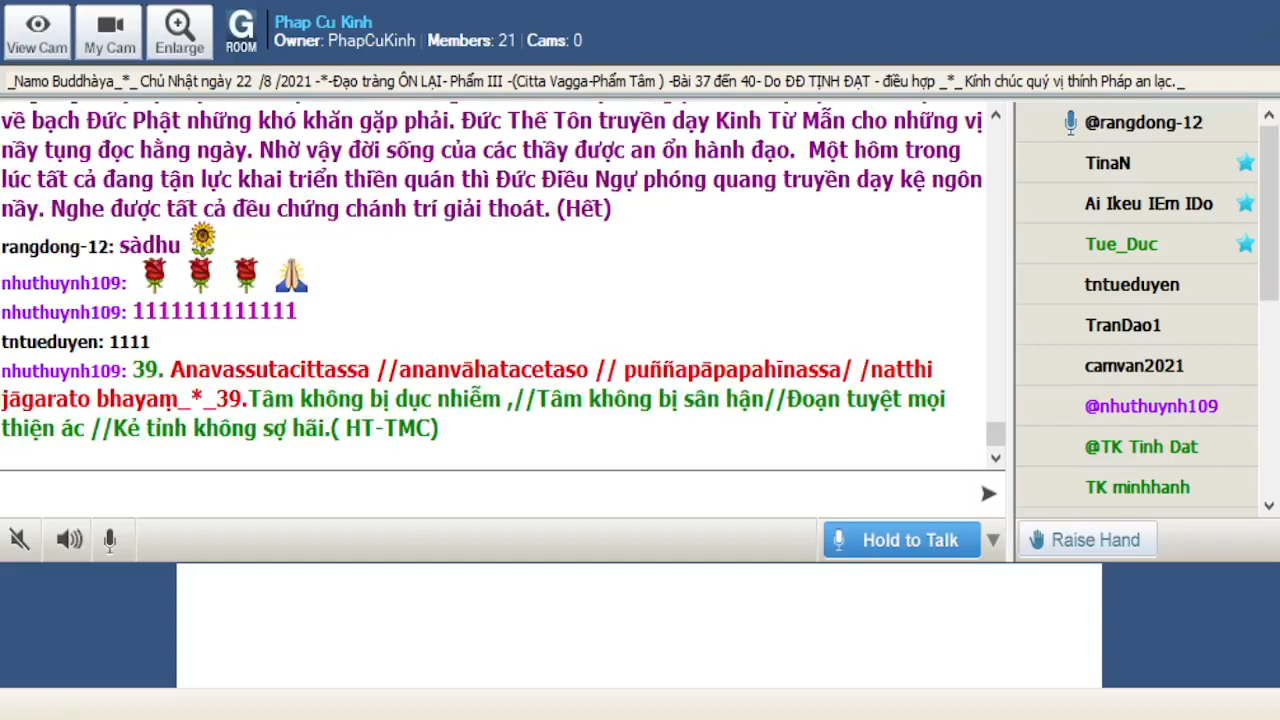 View Cam
My Cam
Enlarge
G
ROOM
Phap Cu Kinh
Owner: PhapCuKinh | Members: 21 | Cams: 0
_Namo Buddhàya_*_ Chủ Nhật ngày 22 /8 /2021 -*-Đạo tràng ÔN LẠI- Phẩm III -(Citta Vagga-Phẩm Tâm ) -Bài 37 đến 40- Do ĐĐ TỊNH ĐẠT - điều hợp _*_Kính chúc quý vị thính Pháp an lạc._
về bạch Đức Phật những khó khăn gặp phải. Đức Thế Tôn truyền dạy Kinh Từ Mẫn cho những vị
nầy tụng đọc hằng ngày. Nhờ vậy đời sống của các thầy được an ổn hành đạo. Một hôm trong
lúc tất cả đang tận lực khai triển thiền quán thì Đức Điều Ngự phóng quang truyền dạy kệ ngôn
nầy. Nghe được tất cả đều chứng chánh trí giải thoát. (Hết)
rangdong-12: sàdhu
nhuthuynh109:
nhuthuynh109: 1111111111111
tntueduyen: 1111
nhuthuynh109: 39. Anavassutacittassa //ananvāhatacetaso // puññapāpapahīnassa/ /natthi
jāgarato bhayaṃ_*_39.Tâm không bị dục nhiễm ,//Tâm không bị sân hận//Đoạn tuyệt mọi
thiện ác //Kẻ tỉnh không sợ hãi.( HT-TMC)
@rangdong-12
TinaN
Ai Ikeu IEm IDo
Tue_Duc
tntueduyen
TranDao1
camvan2021
@nhuthuynh109
@TK Tinh Dat
TK minhhanh
Hold to Talk
Raise Hand